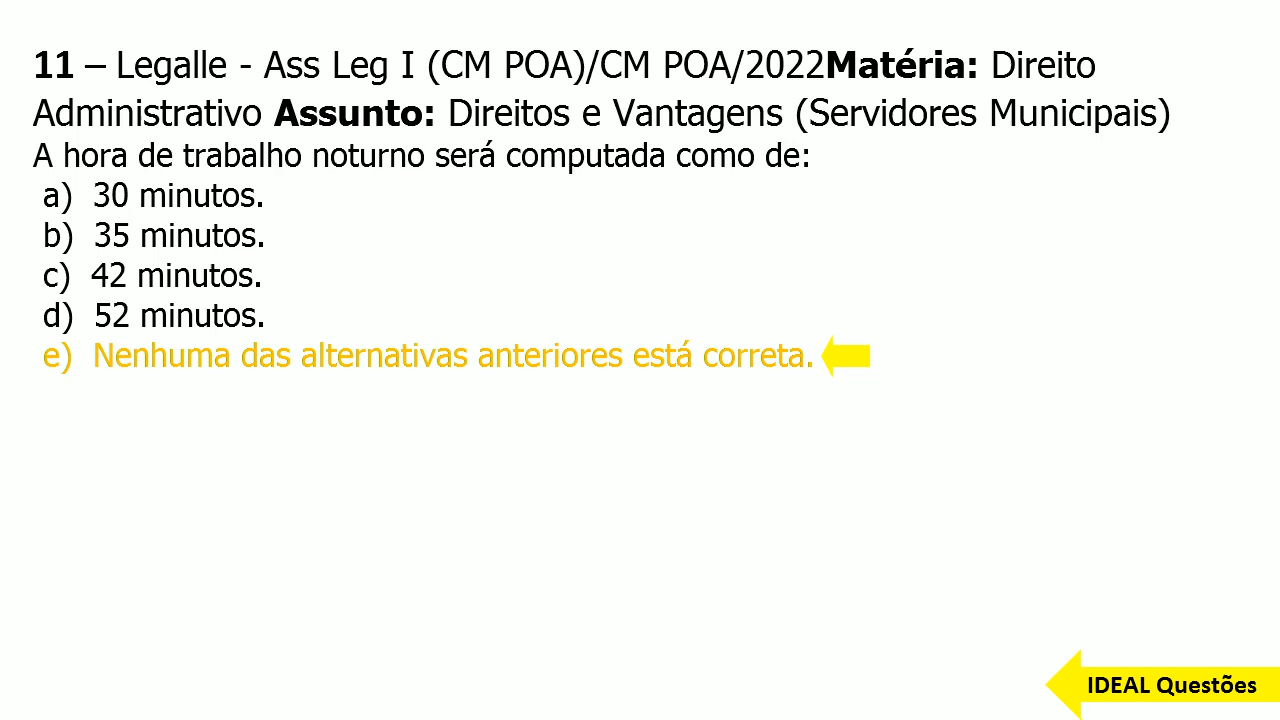 11 – Legalle - Ass Leg I (CM POA)/CM POA/2022Matéria: Direito
Administrativo Assunto: Direitos e Vantagens (Servidores Municipais)
A hora de trabalho noturno será computada como de:
a) 30 minutos.
b) 35 minutos.
c) 42 minutos.
d) 52 minutos.
e) Nenhuma das alternativas anteriores está correta.
IDEAL Questões